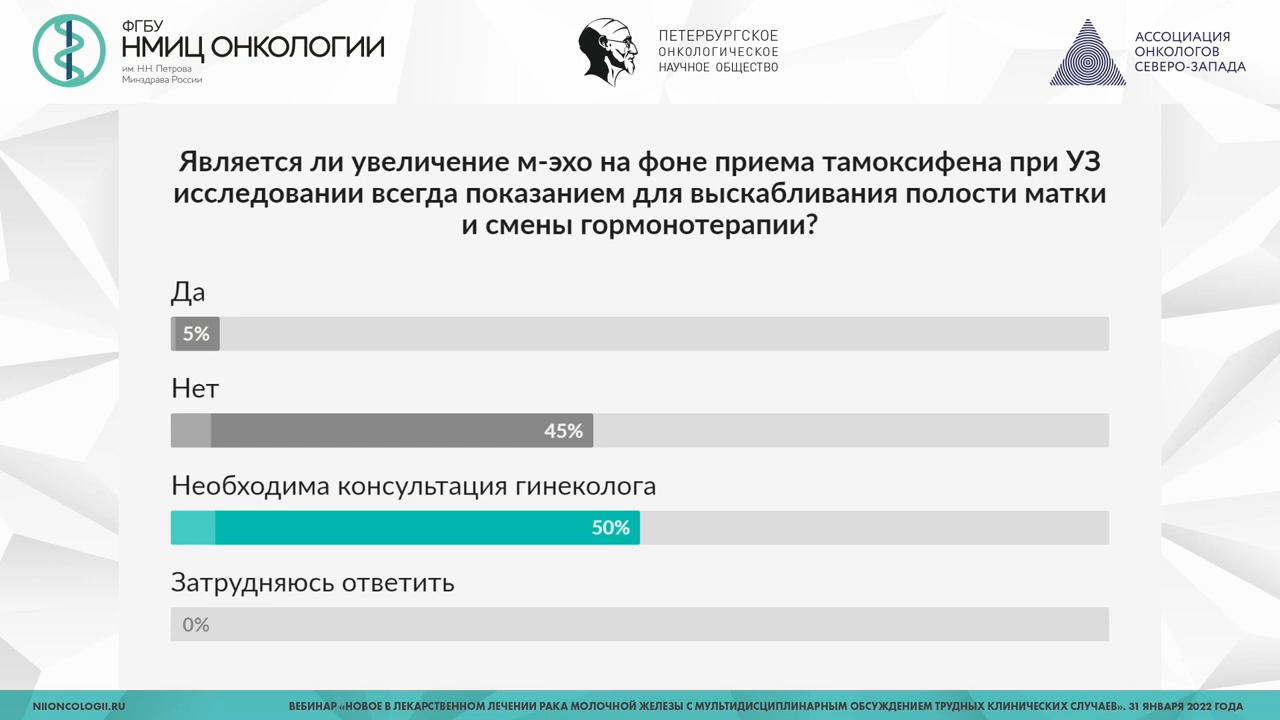 ФГБУ
НМИЦ ОНКОЛОГИИ
им. Н.Н. Петрова
Минздрава России
ПЕТЕРБУРГСКОЕ
ОНКОЛОГИЧЕСКОЕ
НАУЧНОЕ ОБЩЕСТВО
АССОЦИАЦИЯ
ОНКОЛОГОВ
СЕВЕРО-ЗАПАДА
Является ли увеличение м-эхо на фоне приема тамоксифена при УЗ
исследовании всегда показанием для выскабливания полости матки
и смены гормонотерапии?
Да
5%
Нет
45%
Необходима консультация гинеколога
50%
Затрудняюсь ответить
0%
NIIONCOLOGII.RU
ВЕБИНАР «НОВОЕ В ЛЕКАРСТВЕННОМ ЛЕЧЕНИИ РАКА МОЛОЧНОЙ ЖЕЛЕЗЫ С МУЛЬТИДИСЦИПЛИНАРНЫМ ОБСУЖДЕНИЕМ ТРУДНЫХ КЛИНИЧЕСКИХ СЛУЧАЕВ». 31 ЯНВАРЯ 2022 ГОДА